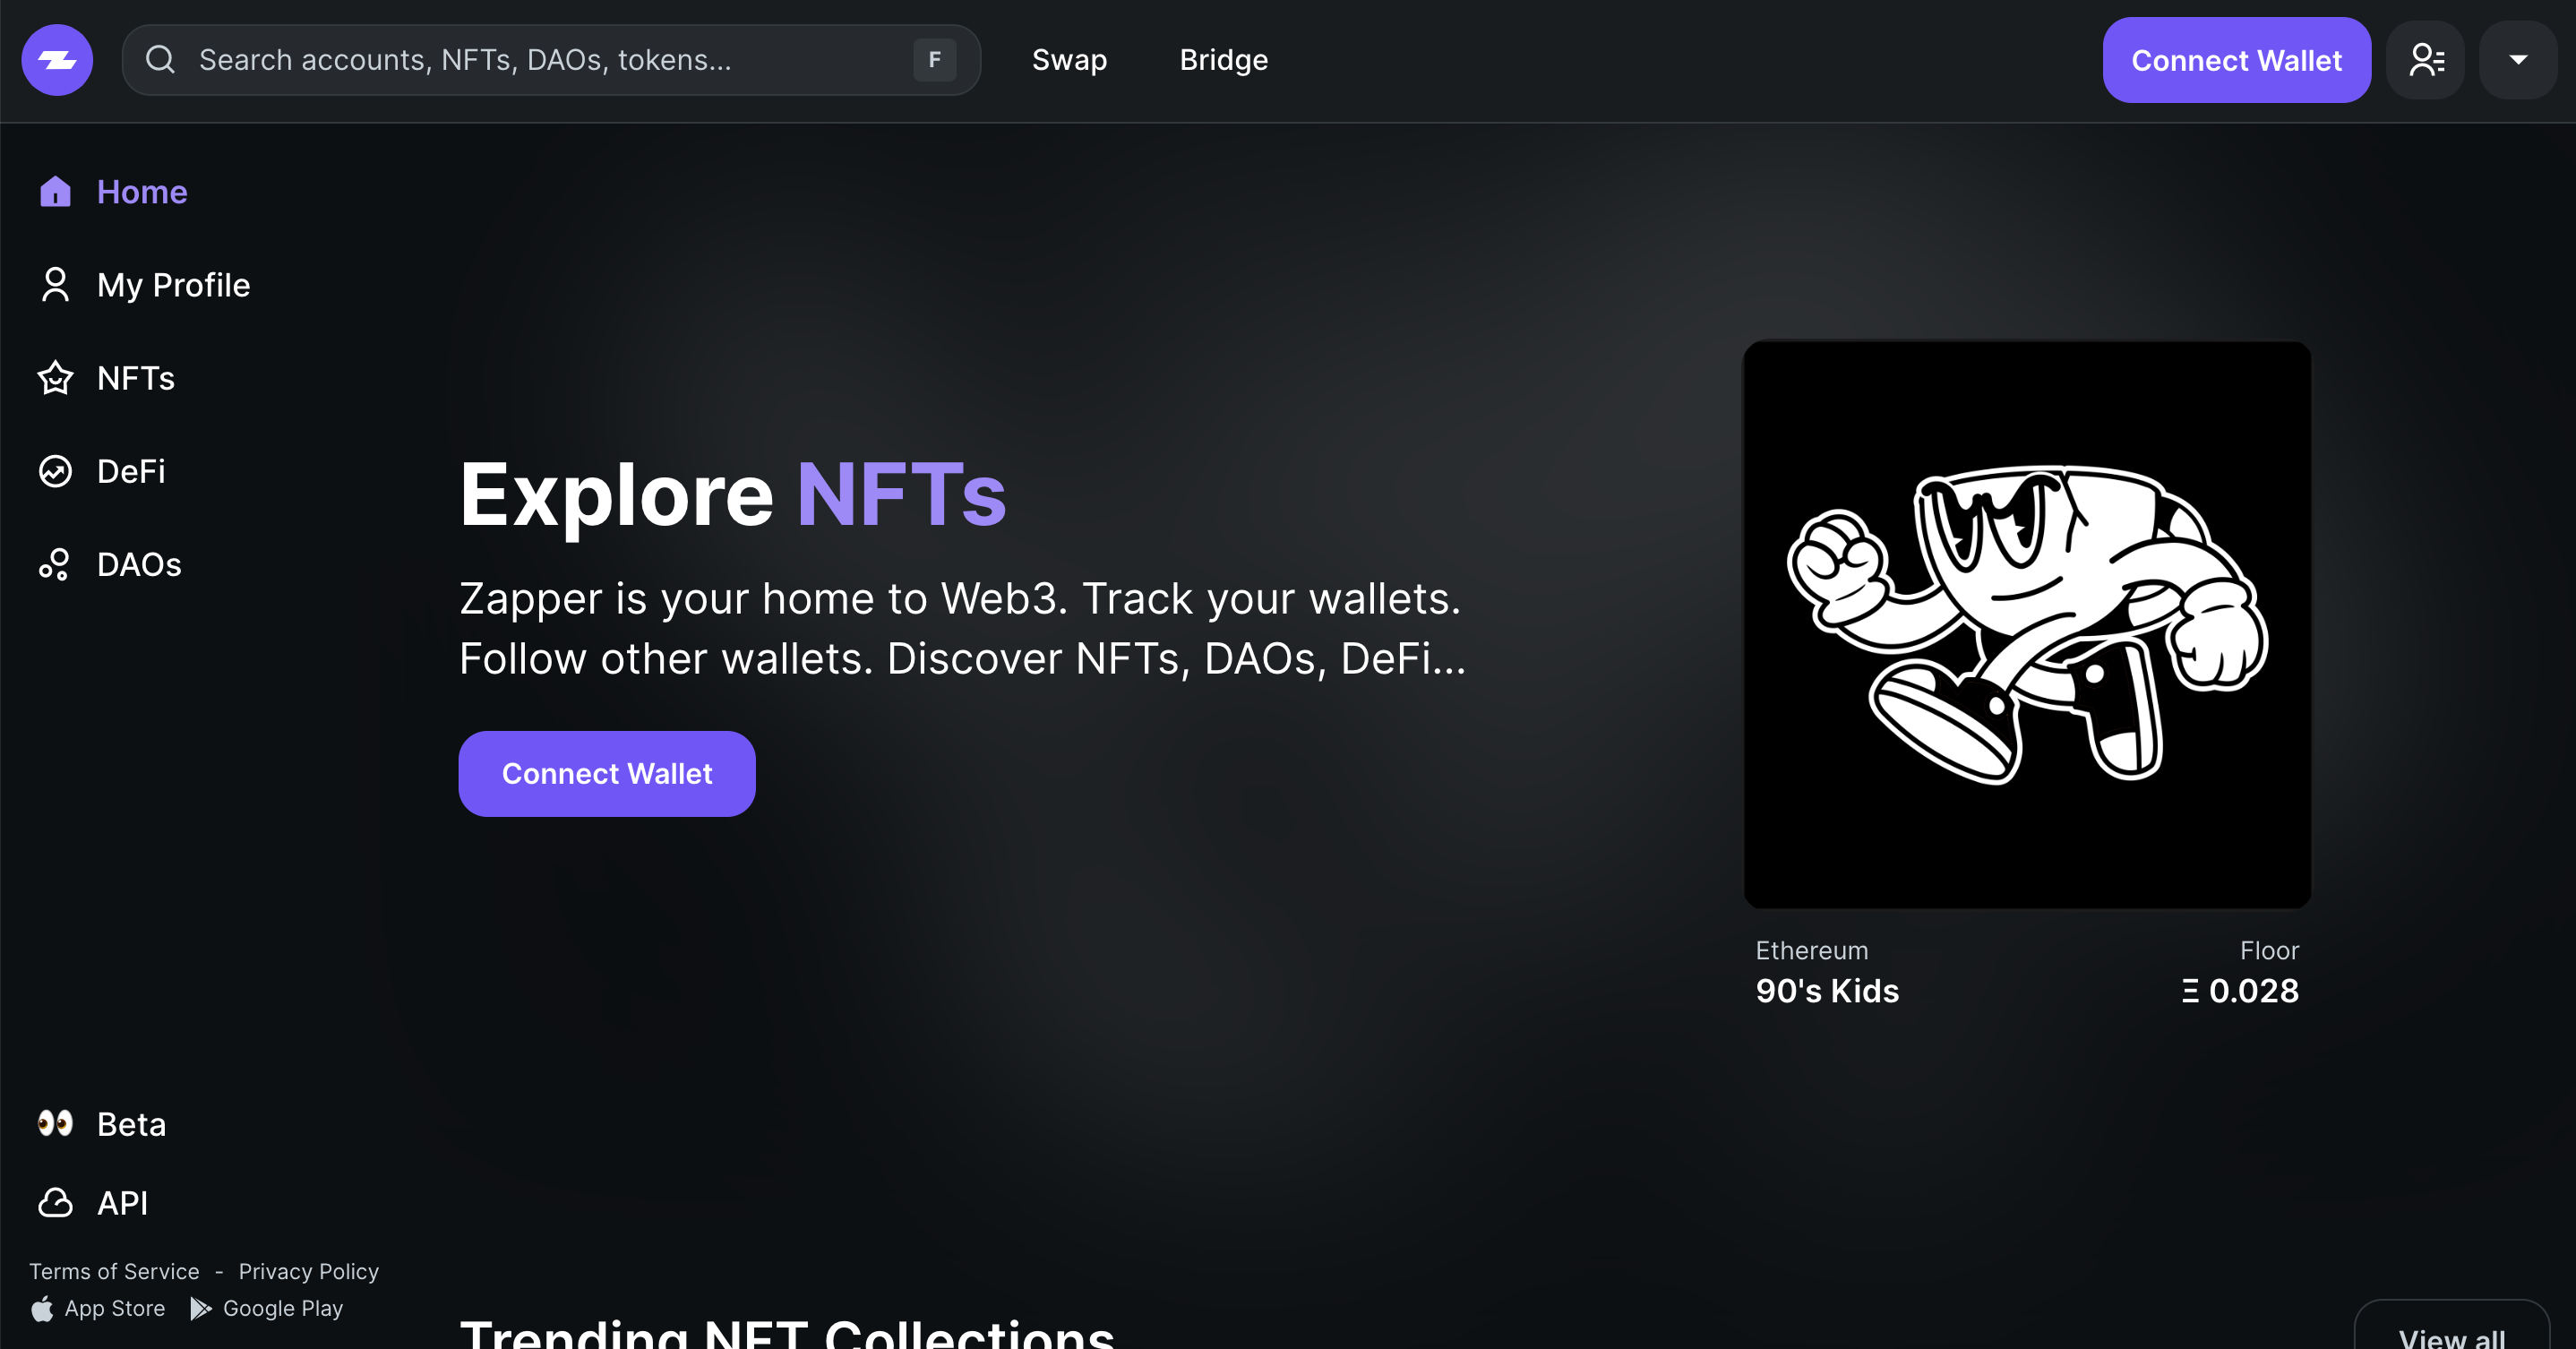 Search accounts, NFTs, DAOs, tokens...
F
Swap
Bridge
Connect Wallet
Home
My Profile
NFTs
DeFi
DAOs
Explore NFTs
Zapper is your home to Web3. Track your wallets.
Follow other wallets. Discover NFTs, DAOs, DeFi...
Connect Wallet
Ethereum
Floor
90's Kids
Ξ 0.028
Beta
API
Terms of Service - Privacy Policy
App Store
Google Play
Trending NFT Collections
View all